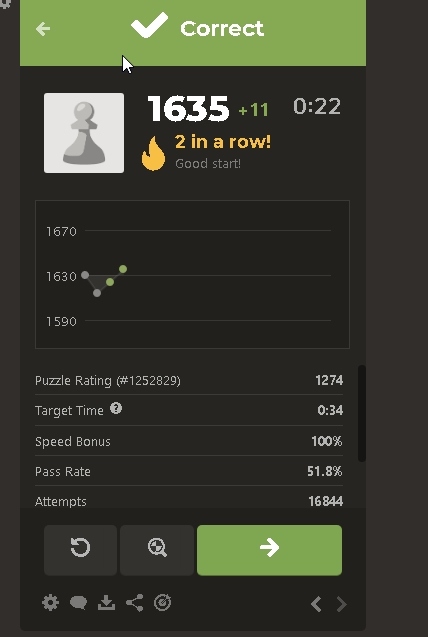 Correct
1635 +11 0:22
2 in a row!
Good start!
1670
1630
1590
Puzzle Rating (#1252829) 1274
Target Time ? 0:34
Speed Bonus 100%
Pass Rate 51.8%
Attempts 16844